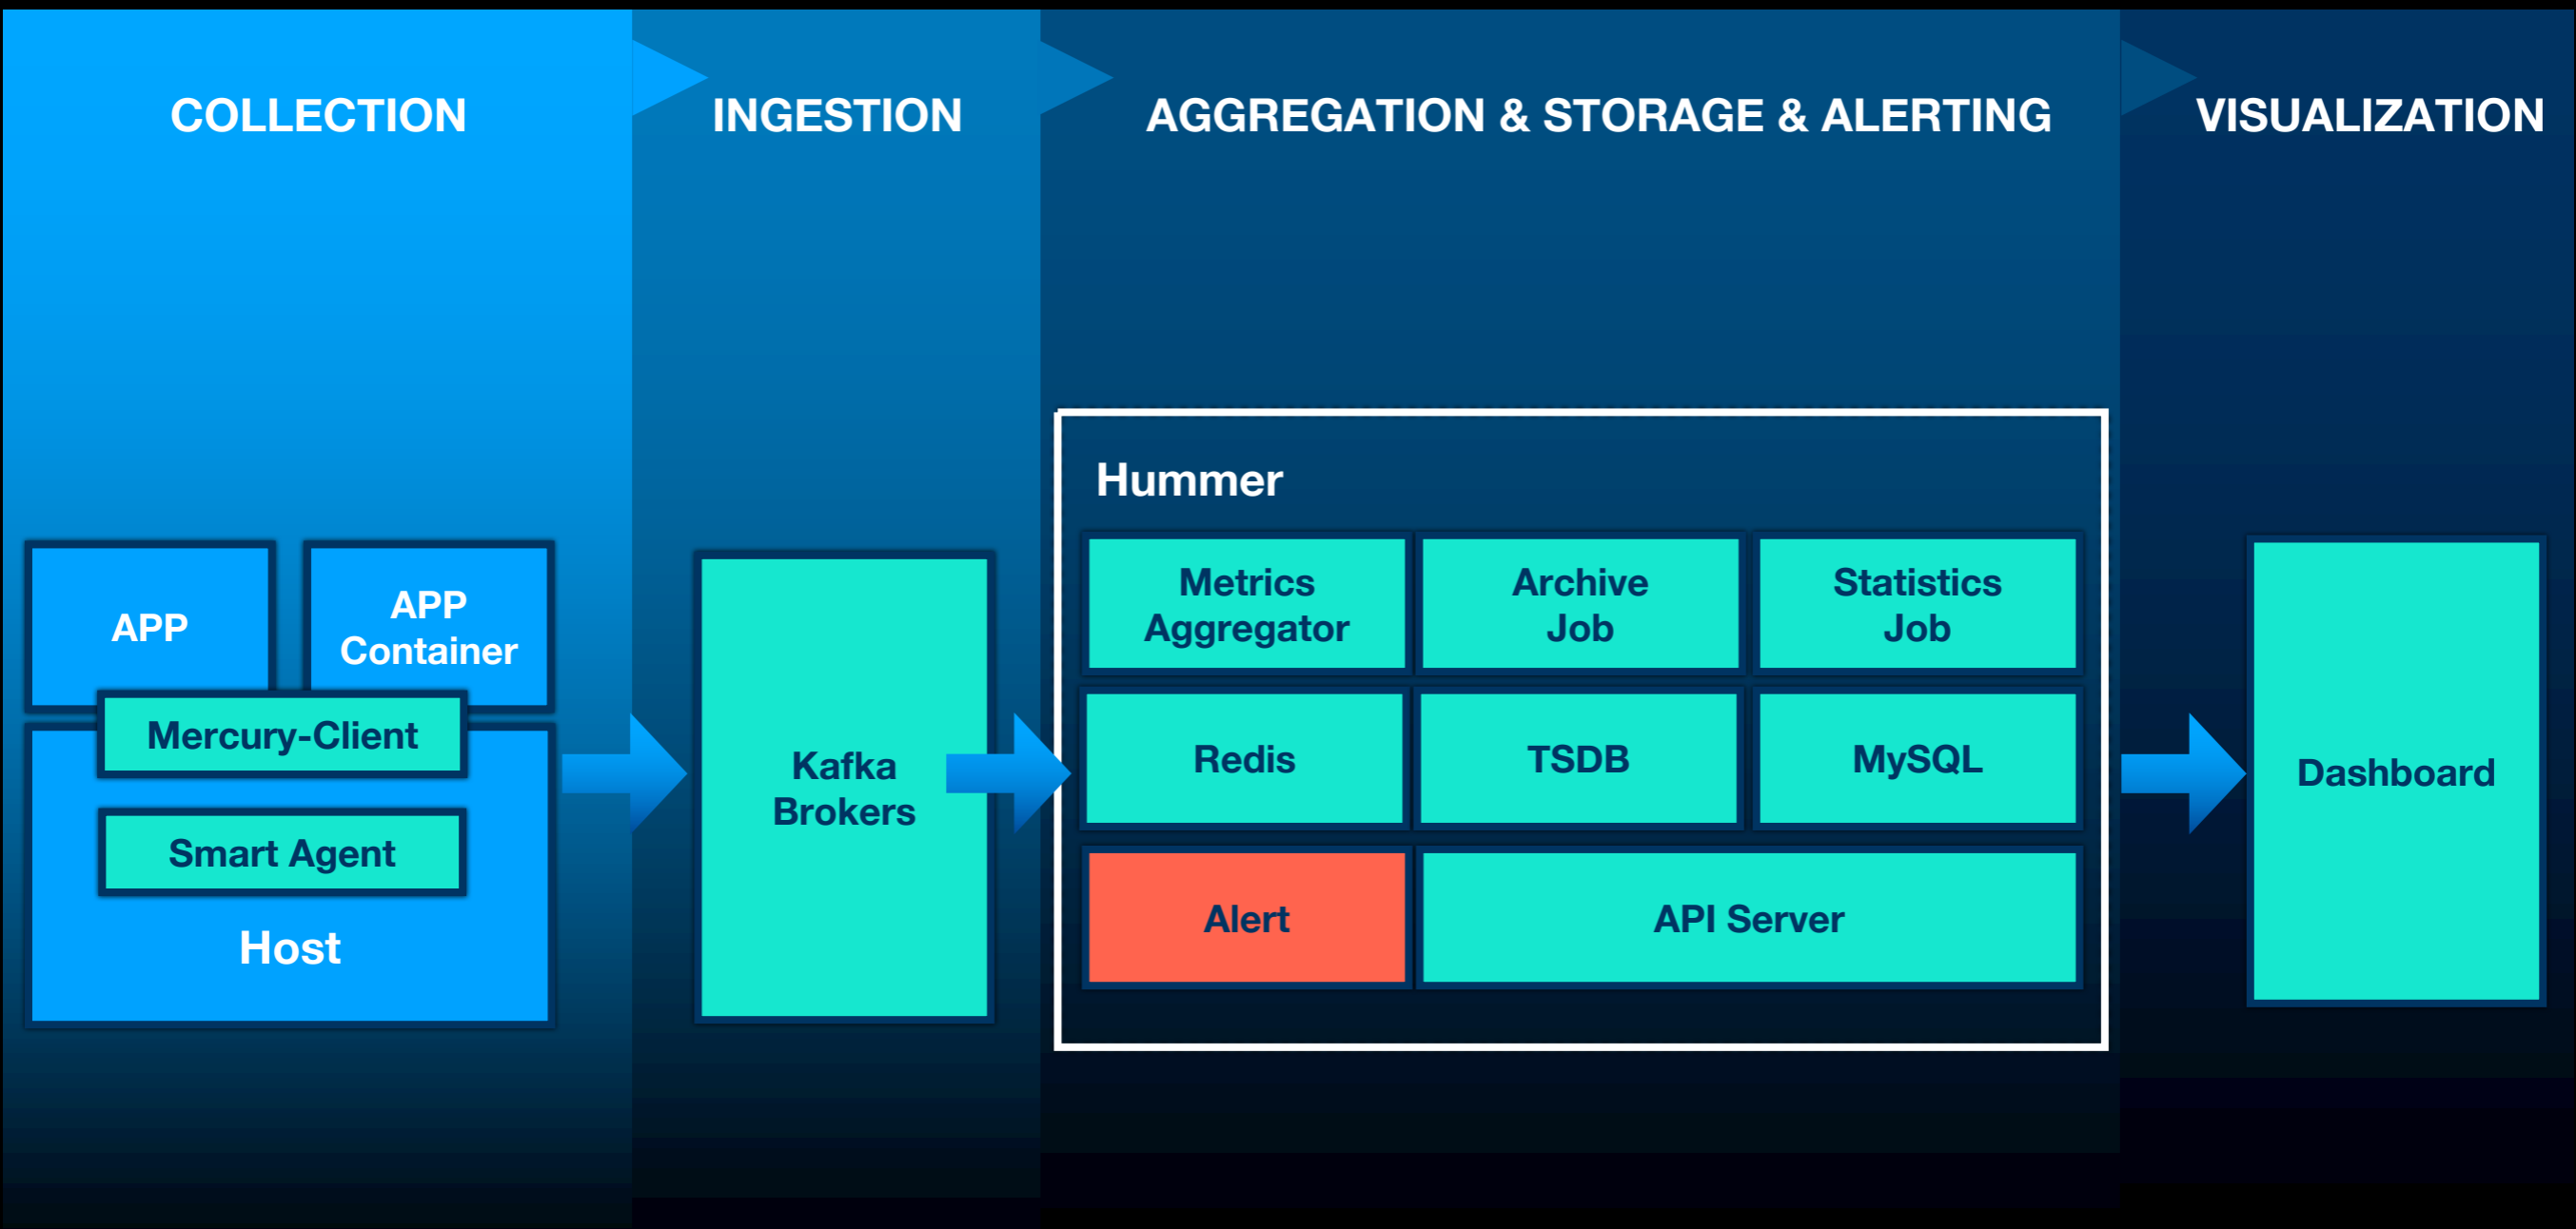 COLLECTION
INGESTION
AGGREGATION & STORAGE & ALERTING
VISUALIZATION
APP
APP
Container
Mercury-Client
Smart Agent
Host
Kafka
Brokers
Hummer
Metrics
Aggregator
Archive
Job
Statistics
Job
Redis
TSDB
MySQL
Alert
API Server
Dashboard